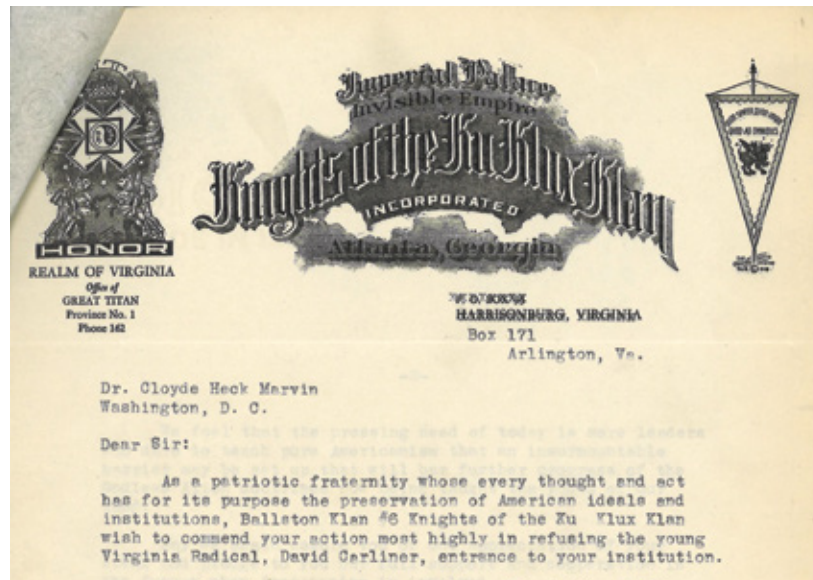 HONOR
REALM OF VIRGINIA
Office of
GREAT TITAN
Province No. 1
Phone 162
Imperial Palace
Invisible Empire
Knights of the Ku Klux Klan
INCORPORATED
Atlanta, Georgia
HARRISONBURG, VIRGINIA
Box 171
Arlington, Va.
Dr. Cloyde Heck Marvin
Washington, D. C.
Dear Sir:
As a patriotic fraternity whose every thought and act
has for its purpose the preservation of American ideals and
institutions, Ballston Klan #6 Knights of the Ku Klux Klan
wish to commend your action most highly in refusing the young
Virginia Radical, David Carliner, entrance to your institution.